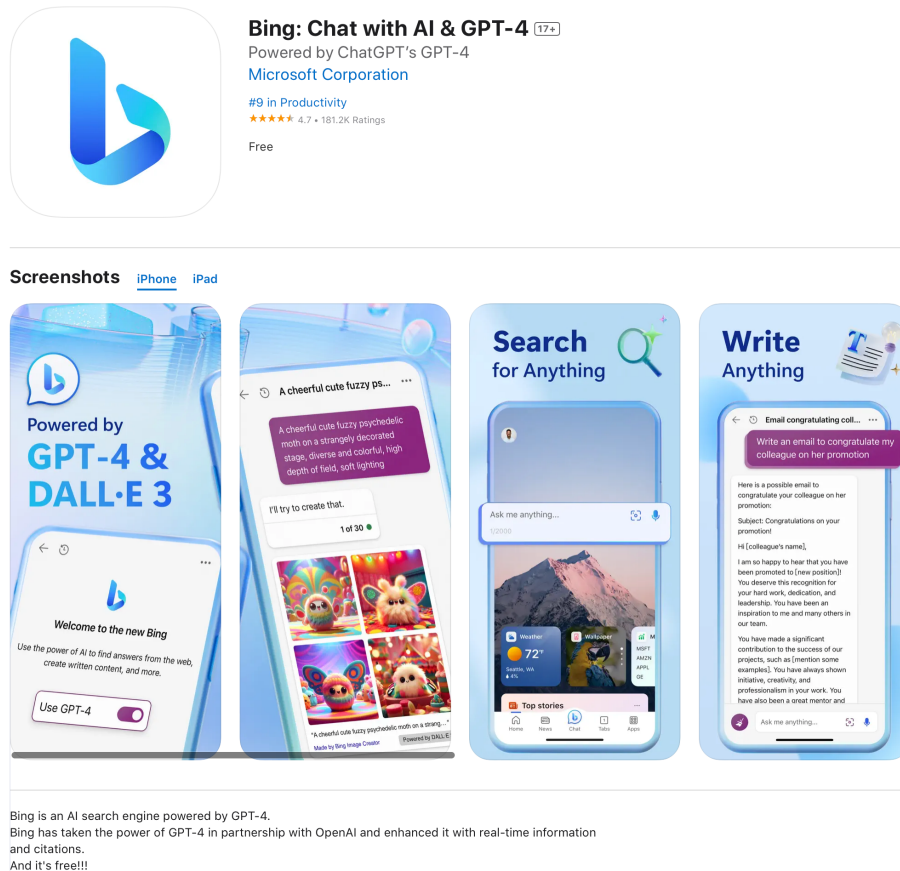 Bing: Chat with AI & GPT-4 17+
Powered by ChatGPT's GPT-4
Microsoft Corporation
#9 in Productivity
4.7 • 181.2K Ratings
Free
Screenshots iPhone iPad
Powered by
GPT-4 &
DALL·E 3
Welcome to the new Bing
Use the power of AI to find answers from the web,
create written content, and more.
Use GPT-4
A cheerful cute fuzzy ps...
A cheerful cute fuzzy psychedelic
moth on a strangely decorated
stage, diverse and colorful, high
depth of field, soft lighting
I'll try to create that.
1 of 30
"A cheerful cute fuzzy psychedelic moth on a strang..."
Made by Bing Image Creator
Powered by DALL·E
Search
for Anything
Ask me anything...
1/2000
Weather
72°F
Seattle, WA
4%
Wallpaper
M
MSFT
AMZN
APPL
GE
Top stories
Home News Chat Tabs Apps
Write
Anything
T
Email congratulating coll...
Write an email to congratulate my
colleague on her promotion
Here is a possible email to
congratulate your colleague on her
promotion:
Subject: Congratulations on your
promotion!
Hi [colleague's name],
I am so happy to hear that you have
been promoted to [new position]!
You deserve this recognition for
your hard work, dedication, and
leadership. You have been an
inspiration to me and many others in
our team.
You have made a significant
contribution to the success of our
projects, such as [mention some
examples]. You have always shown
initiative, creativity, and
professionalism in your work. You
have also been a great mentor and
Ask me anything...
Bing is an AI search engine powered by GPT-4.
Bing has taken the power of GPT-4 in partnership with OpenAI and enhanced it with real-time information
and citations.
And it's free!!!